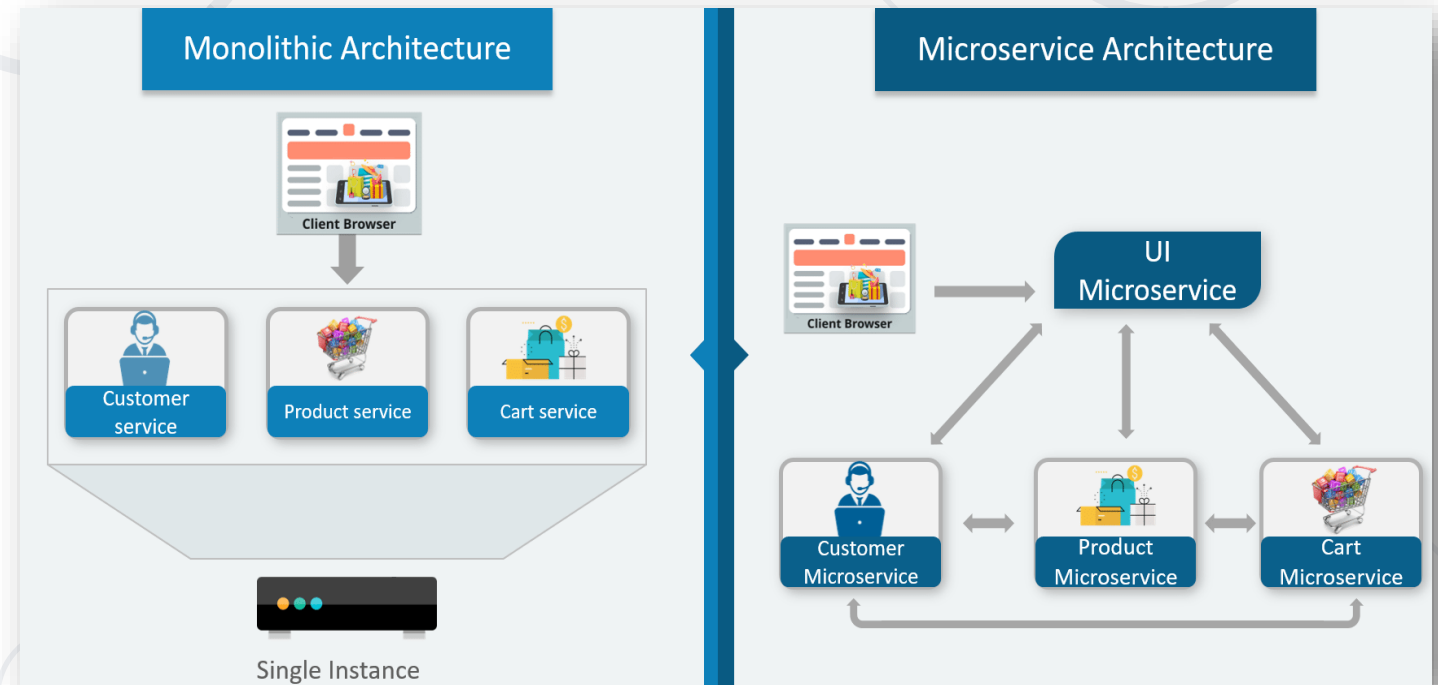 Monolithic Architecture
Client Browser
Customer
service
Product service
Cart service
Single Instance
Microservice Architecture
Client Browser
UI
Microservice
Customer
Microservice
Product
Microservice
Cart
Microservice